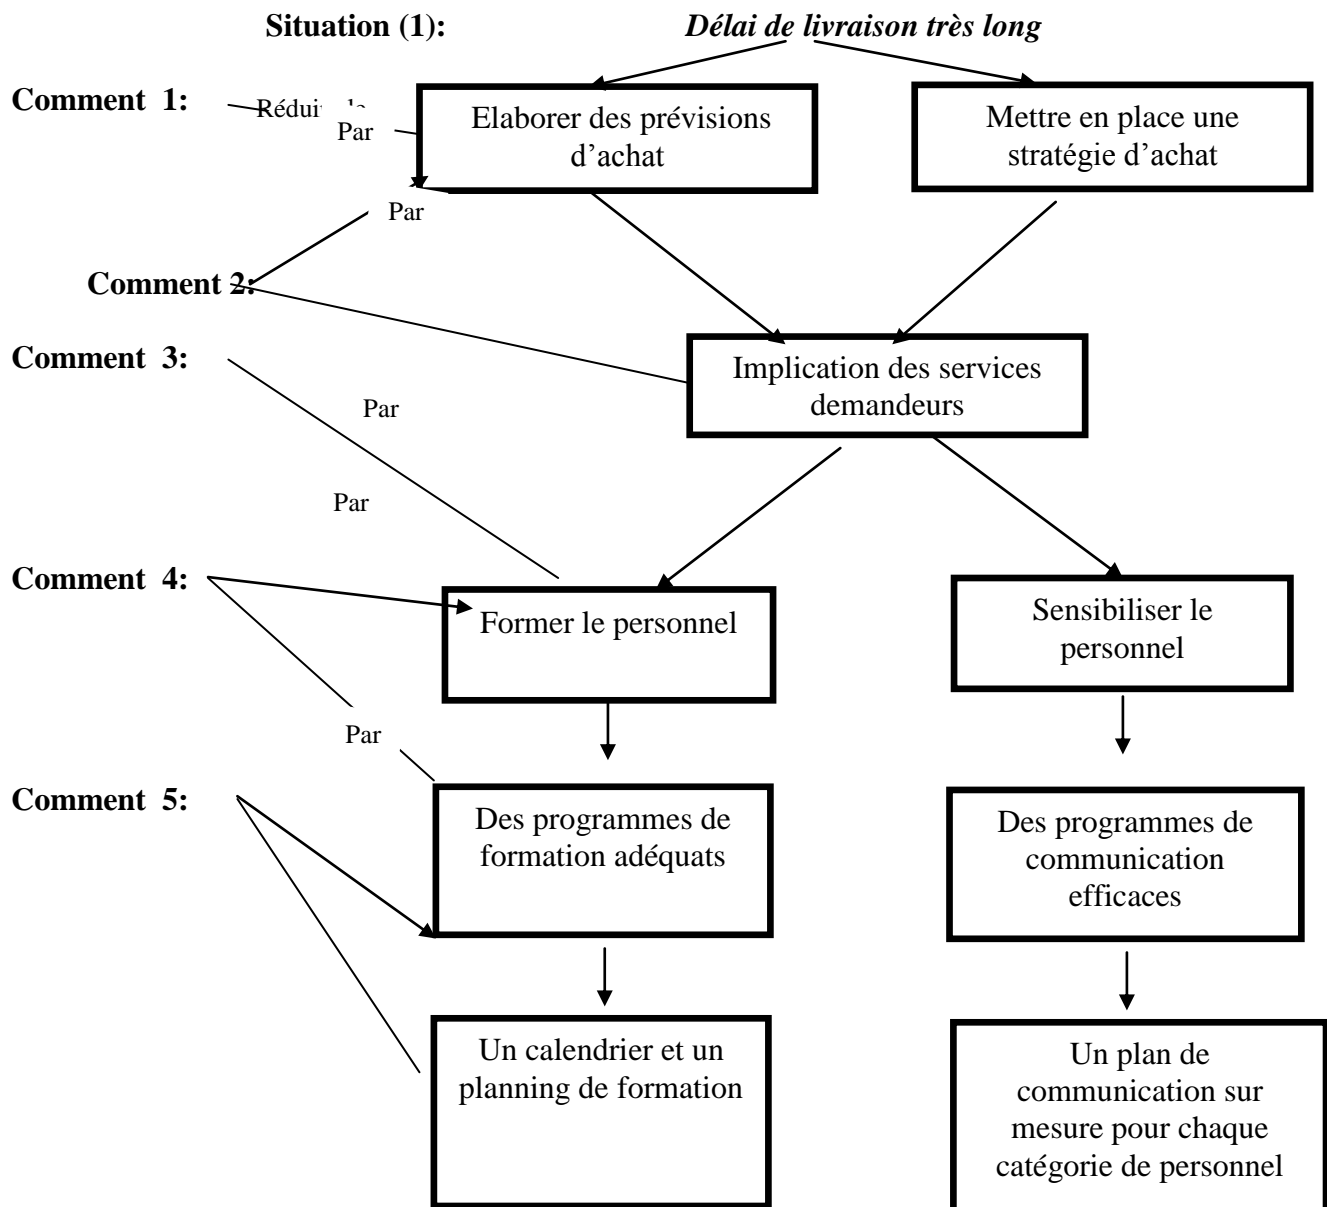 Situation (1): Délai de livraison très long
Comment 1:
Par
Elaborer des prévisions
d’achat
Mettre en place une
stratégie d’achat
Par
Comment 2:
Comment 3:
Implication des services
demandeurs
Par
Par
Comment 4:
Former le personnel
Sensibiliser le
personnel
Par
Comment 5:
Des programmes de
formation adéquats
Des programmes de
communication
efficaces
Un calendrier et un
planning de formation
Un plan de
communication sur
mesure pour chaque
catégorie de personnel